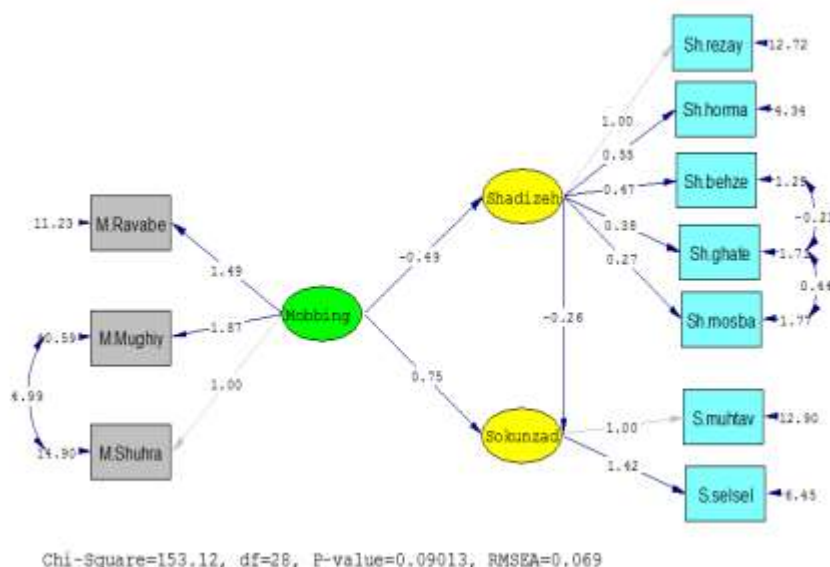 Sh.rezay
12.72
1.00
Sh.horma
4.34
0.55
Sh.behze
0.47
-0.49
Shadizeh
Sh.ghate
0.38
0.27
0.44
Sh.mosba
1.77
11.23
M.Ravabe
1.49
Mobbing
-0.26
M.Mughiy
1.87
0.75
6.99
1.00
M.Shuhra
14.90
Sokunzad
1.00
S.muhtav
12.90
1.42
S.selsel
6.45
Chi-Square=153.12, df=28, P-value=0.09013, RMSEA=0.069